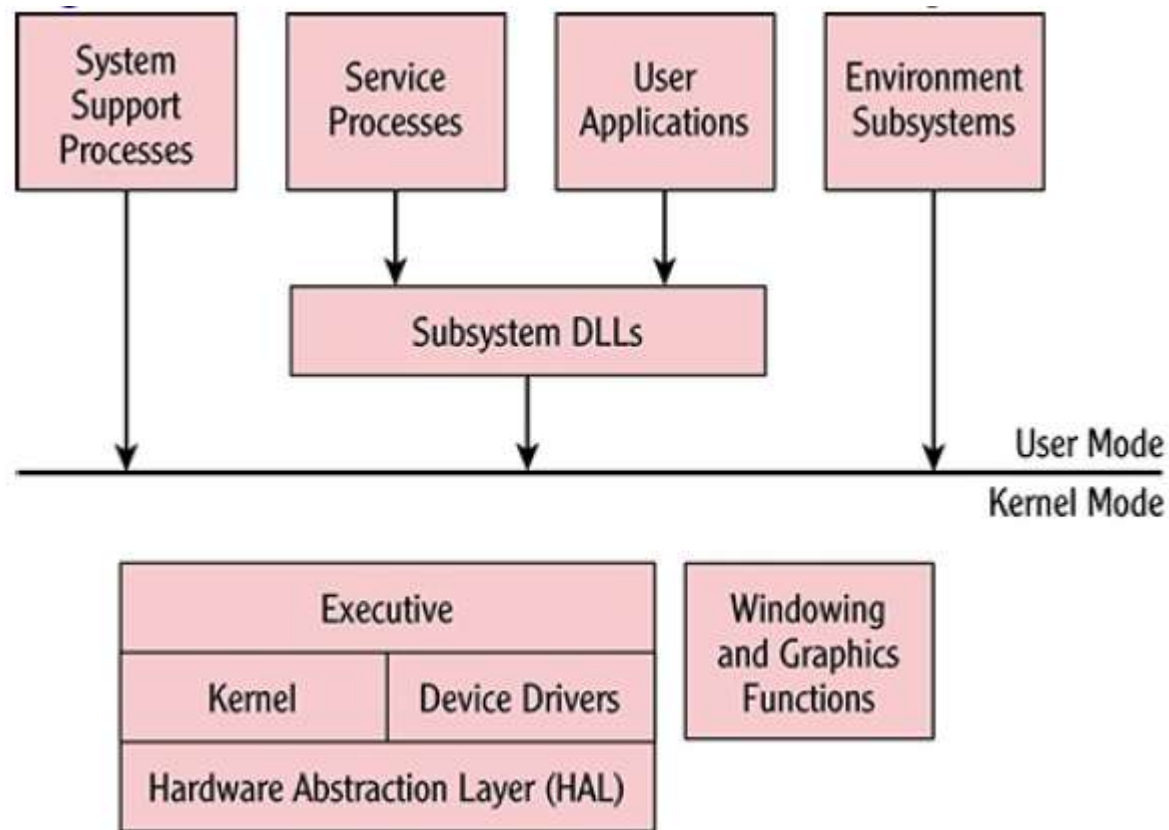 System
Support
Processes
Service
Processes
User
Applications
Environment
Subsystems
Subsystem DLLs
User Mode
Kernel Mode
Executive
Kernel
Device Drivers
Hardware Abstraction Layer (HAL)
Windowing
and Graphics
Functions